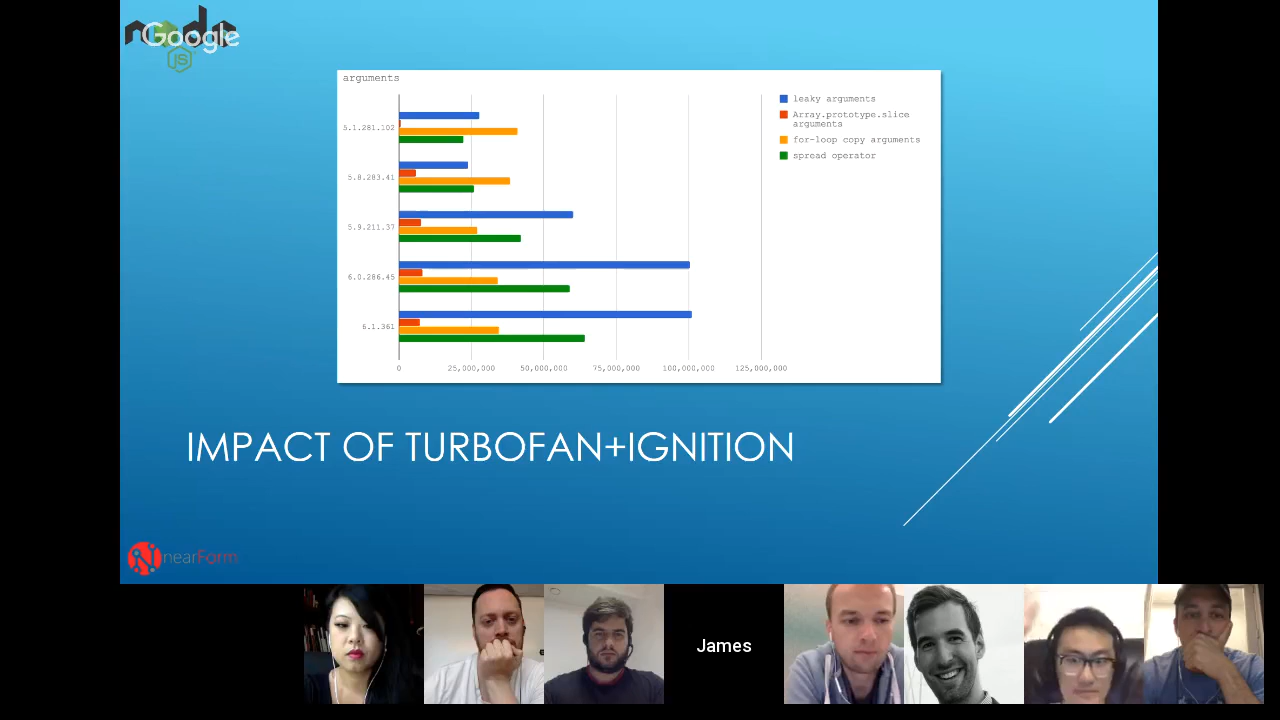 node
Google
JS
arguments
leaky arguments
Array.prototype.slice
arguments
for-loop copy arguments
spread operator
5.1.281.102
5.8.283.41
5.9.211.37
6.0.286.45
6.1.361
0 25,000,000 50,000,000 75,000,000 100,000,000 125,000,000
IMPACT OF TURBOFAN+IGNITION
nearForm
James